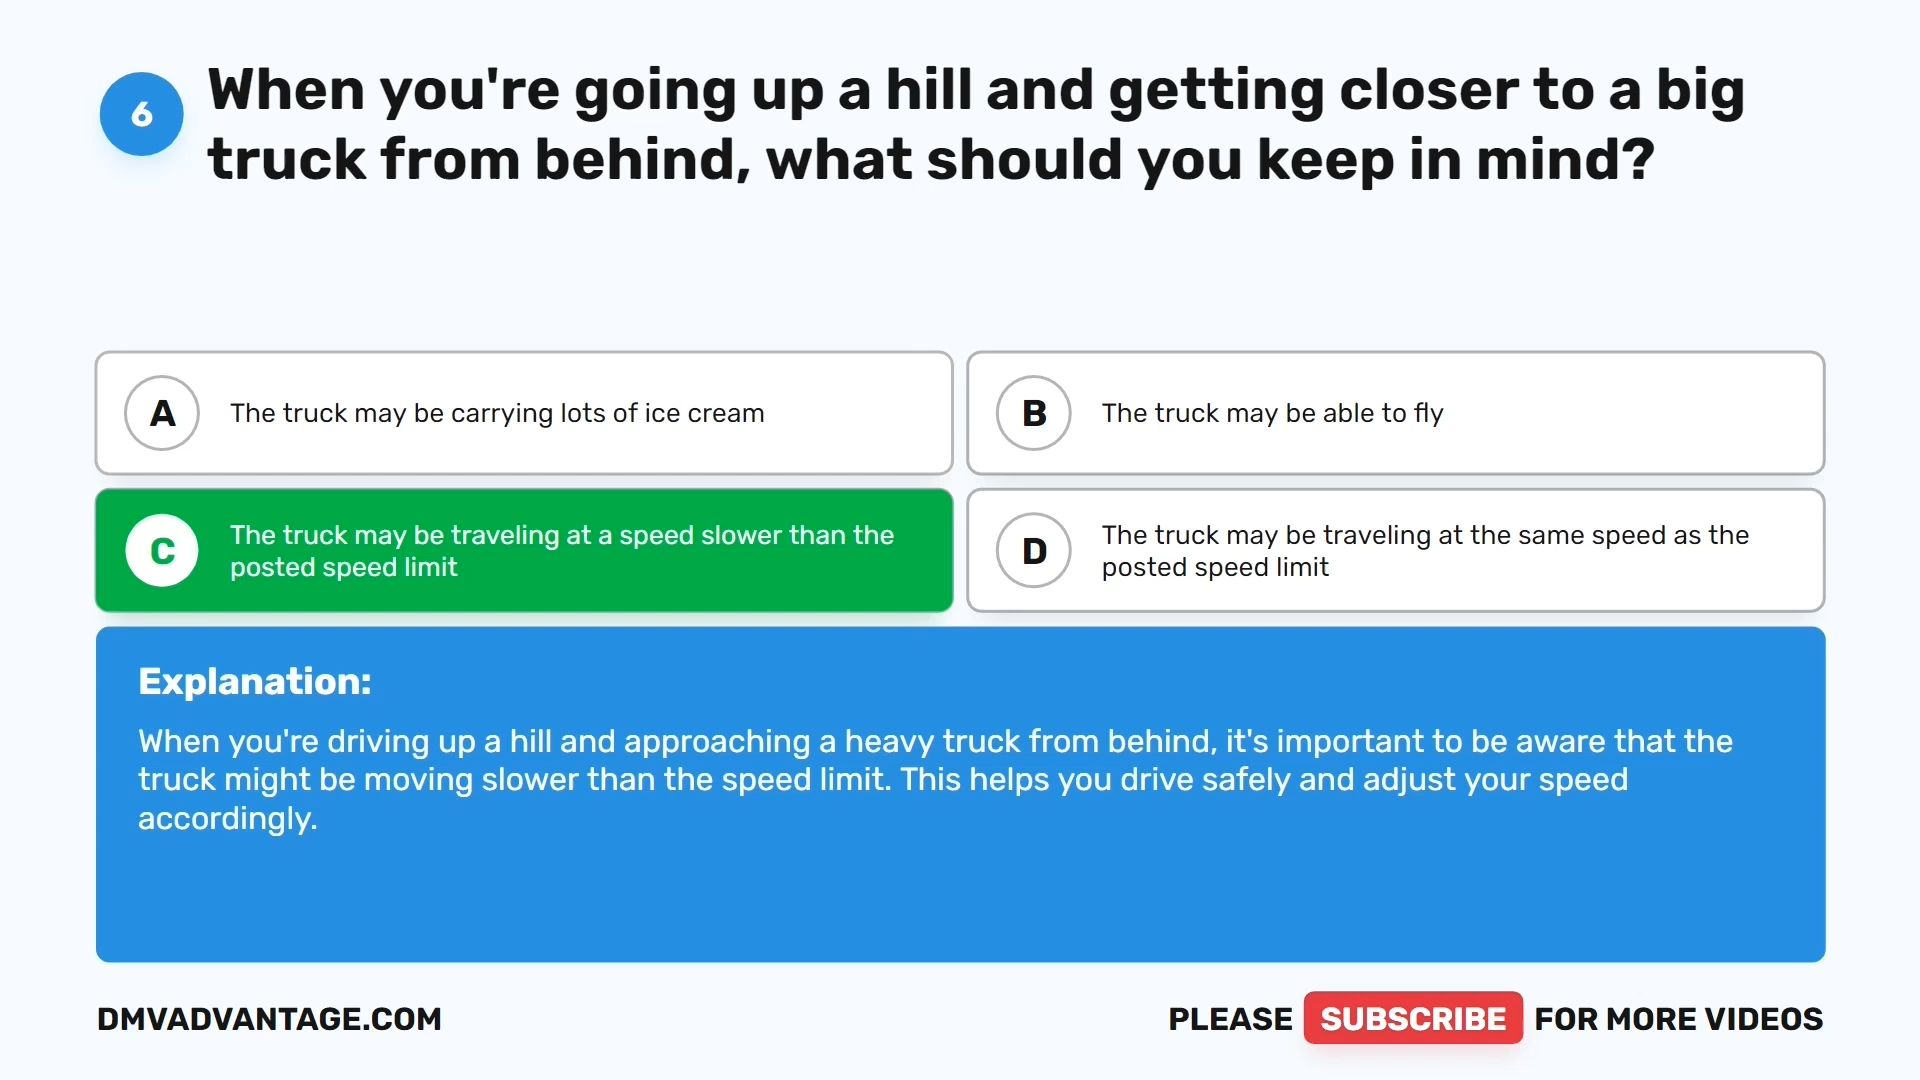 6
When you're going up a hill and getting closer to a big
truck from behind, what should you keep in mind?
A
The truck may be carrying lots of ice cream
B
The truck may be able to fly
C
The truck may be traveling at a speed slower than the
posted speed limit
D
The truck may be traveling at the same speed as the
posted speed limit
Explanation:
When you're driving up a hill and approaching a heavy truck from behind, it's important to be aware that the
truck might be moving slower than the speed limit. This helps you drive safely and adjust your speed
accordingly.
DMVADVANTAGE.COM
PLEASE SUBSCRIBE FOR MORE VIDEOS